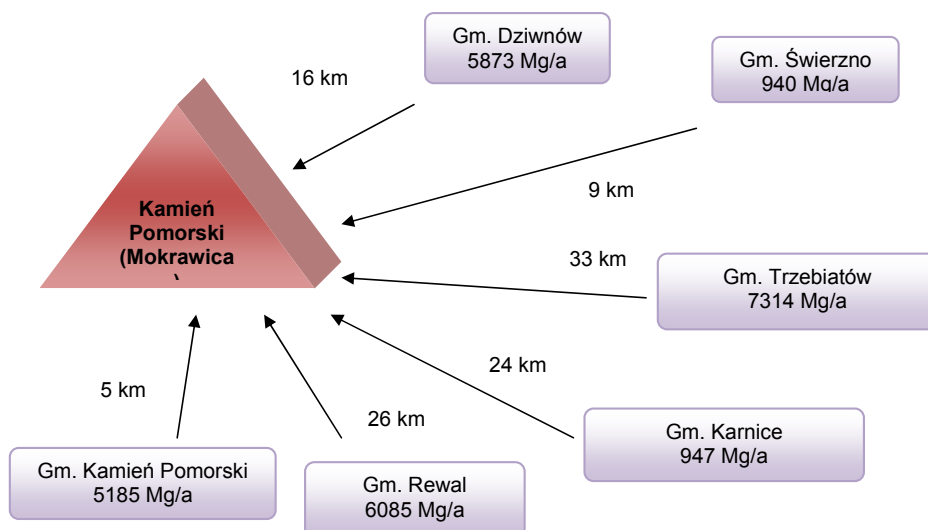 Gm. Dziwnów
5873 Mg/a
16 km
Gm. Świerzno
940 Mg/a
9 km
Kamień
Pomorski
(Mokrawica
)
33 km
Gm. Trzebiatów
7314 Mg/a
24 km
5 km
26 km
Gm. Karnice
947 Mg/a
Gm. Kamień Pomorski
5185 Mg/a
Gm. Rewal
6085 Mg/a